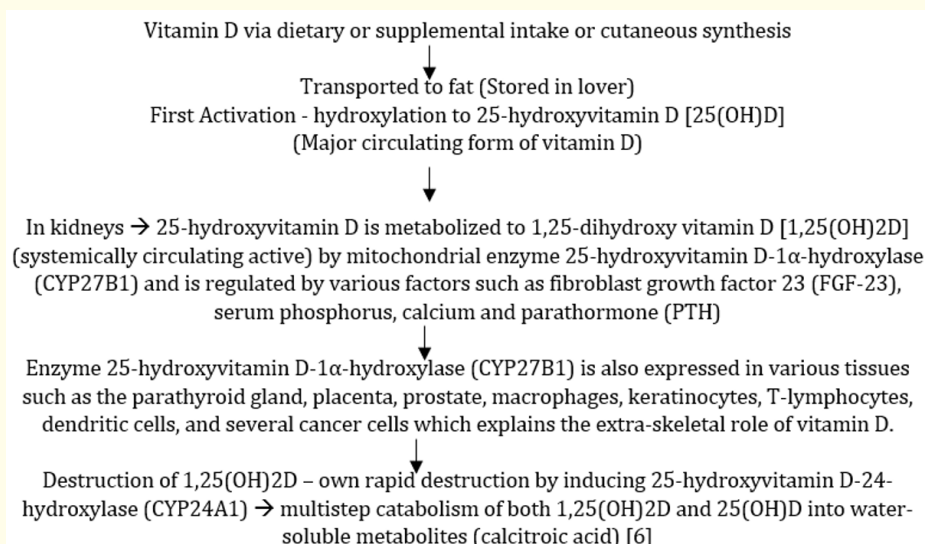 Vitamin D via dietary or supplemental intake or cutaneous synthesis
Transported to fat (Stored in lover)
First Activation - hydroxylation to 25-hydroxyvitamin D [25(OH)D]
(Major circulating form of vitamin D)
In kidneys → 25-hydroxyvitamin D is metabolized to 1,25-dihydroxy vitamin D [1,25(OH)2D]
(systemically circulating active) by mitochondrial enzyme 25-hydroxyvitamin D-1α-hydroxylase
(CYP27B1) and is regulated by various factors such as fibroblast growth factor 23 (FGF-23),
serum phosphorus, calcium and parathormone (PTH)
Enzyme 25-hydroxyvitamin D-1α-hydroxylase (CYP27B1) is also expressed in various tissues
such as the parathyroid gland, placenta, prostate, macrophages, keratinocytes, T-lymphocytes,
dendritic cells, and several cancer cells which explains the extra-skeletal role of vitamin D.
Destruction of 1,25(OH)2D – own rapid destruction by inducing 25-hydroxyvitamin D-24-
hydroxylase (CYP24A1) → multistep catabolism of both 1,25(OH)2D and 25(OH)D into water-
soluble metabolites (calcitroic acid) [6]